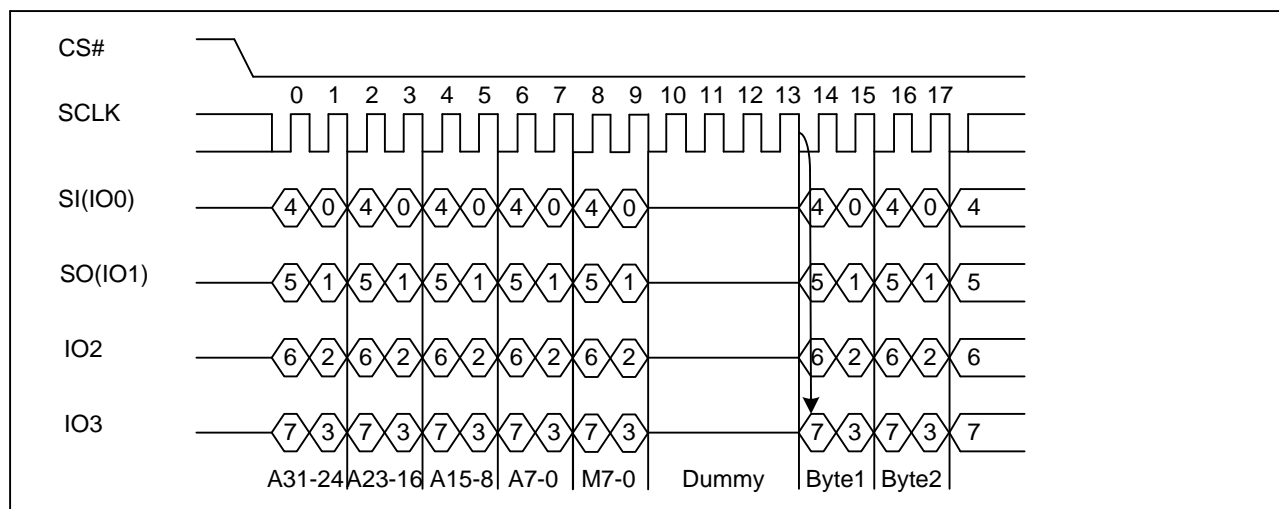 CS#
0 1 2 3 4 5 6 7 8 9 10 11 12 13 14 15 16 17
SCLK
SI(IO0) 4 0 4 0 4 0 4 0 4 0 4 0 4 0 4
SO(IO1) 5 1 5 1 5 1 5 1 5 1 5 1 5 1 5
IO2 6 2 6 2 6 2 6 2 6 2 6 2 6 2 6
IO3 7 3 7 3 7 3 7 3 7 3 7 3 7 3 7
A31-24 A23-16 A15-8 A7-0 M7-0 Dummy Byte1 Byte2